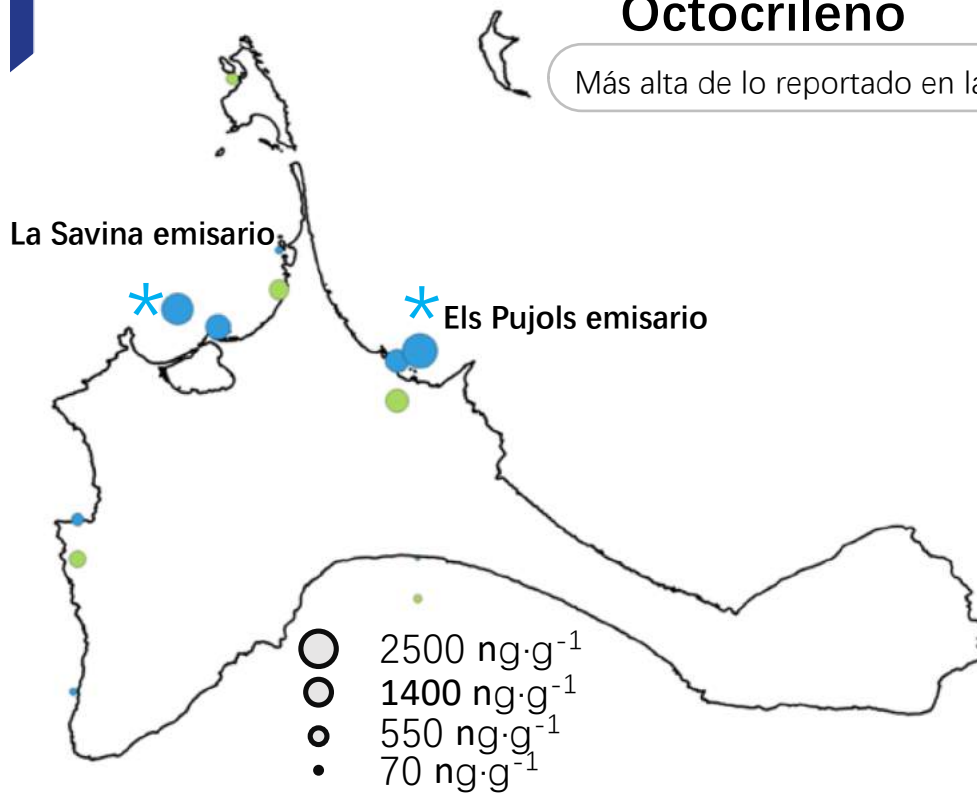 Octocrileno
Más alta de lo reportado en la
La Savina emisario
* Els Pujols emisario
*
2500 ng·g⁻¹
1400 ng·g⁻¹
550 ng·g⁻¹
70 ng·g⁻¹